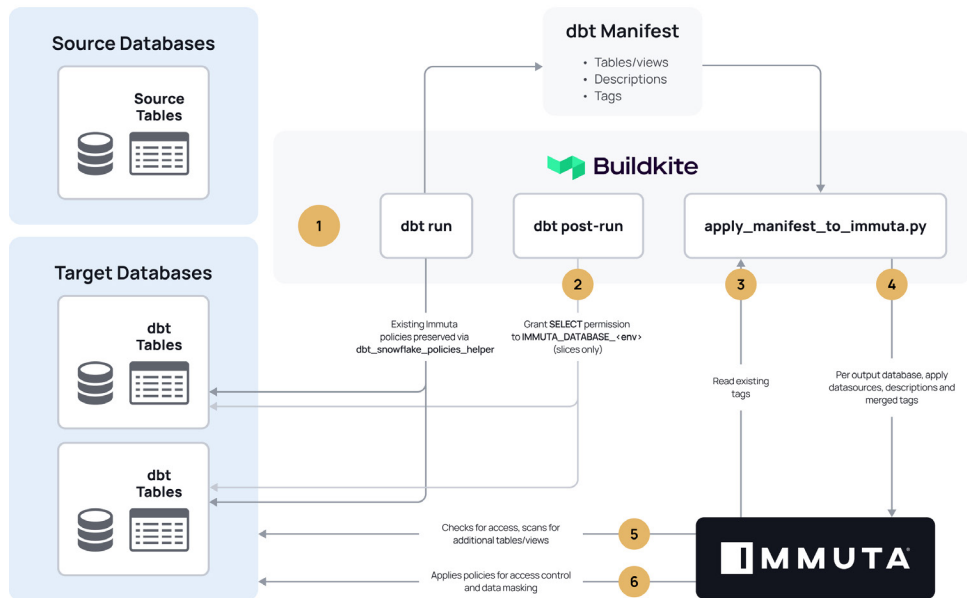 Source Databases
Source
Tables
Target Databases
dbt
Tables
dbt
Tables
dbt Manifest
• Tables/views
• Descriptions
• Tags
Buildkite
1
dbt run
dbt post-run
apply_manifest_to_immuta.py
2
3
4
Existing Immuta
policies preserved via
dbt_snowflake_policies_helper
Grant SELECT permission
to IMMUTA_DATABASE_<env>
(slices only)
Read existing
tags
Per output database, apply
datasources, descriptions and
merged tags
Checks for access, scans for
additional tables/views
5
Applies policies for access control
and data masking
6
IMMUTA